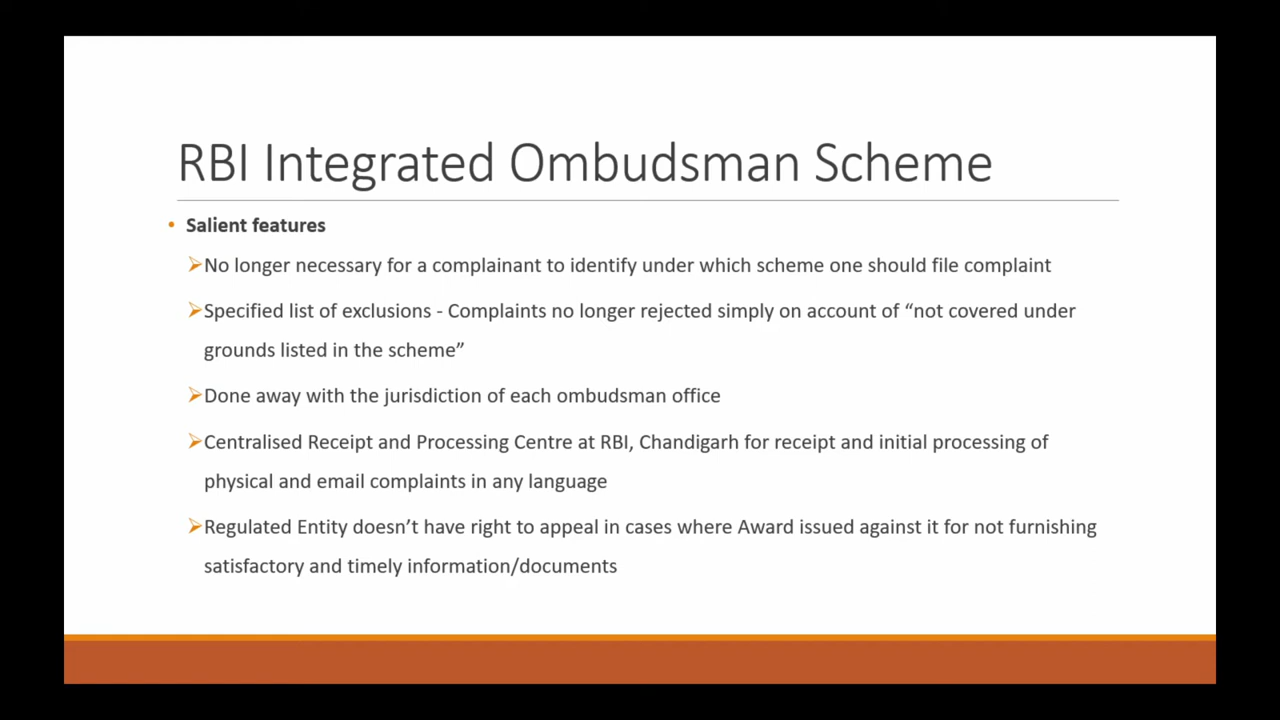 RBI Integrated Ombudsman Scheme
• Salient features
➢No longer necessary for a complainant to identify under which scheme one should file complaint
➢Specified list of exclusions - Complaints no longer rejected simply on account of “not covered under
grounds listed in the scheme”
➢Done away with the jurisdiction of each ombudsman office
➢Centralised Receipt and Processing Centre at RBI, Chandigarh for receipt and initial processing of
physical and email complaints in any language
➢Regulated Entity doesn’t have right to appeal in cases where Award issued against it for not furnishing
satisfactory and timely information/documents